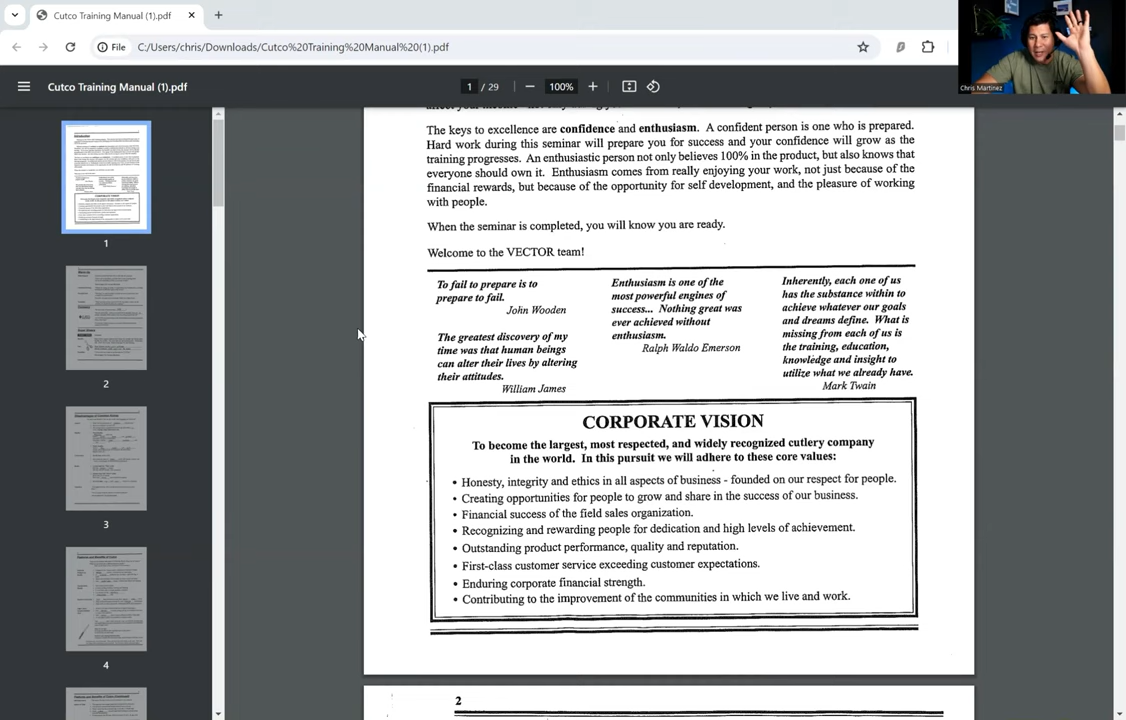 Cutco Training Manual (1).pdf
File
C:/Users/chris/Downloads/Cutco%20Training%20Manual%20(1).pdf
Chris Martinez
Cutco Training Manual (1).pdf
1 / 29
100%
The keys to excellence are confidence and enthusiasm. A confident person is one who is prepared.
Hard work during this seminar will prepare you for success and your confidence will grow as the
training progresses. An enthusiastic person not only believes 100% in the product, but also knows that
everyone should own it. Enthusiasm comes from really enjoying your work, not just because of the
financial rewards, but because of the opportunity for self development, and the pleasure of working
with people.
When the seminar is completed, you will know you are ready.
Welcome to the VECTOR team!
To fail to prepare is to
prepare to fail.
John Wooden
The greatest discovery of my
time was that human beings
can alter their lives by altering
their attitudes.
William James
Enthusiasm is one of the
most powerful engines of
success... Nothing great was
ever achieved without
enthusiasm.
Ralph Waldo Emerson
Inherently, each one of us
has the substance within to
achieve whatever our goals
and dreams define. What is
missing from each of us is
the training, education,
knowledge and insight to
utilize what we already have.
Mark Twain
CORPORATE VISION
To become the largest, most respected, and widely recognized cutlery company
in the world. In this pursuit we will adhere to these core values:
• Honesty, integrity and ethics in all aspects of business - founded on our respect for people.
• Creating opportunities for people to grow and share in the success of our business.
• Financial success of the field sales organization.
• Recognizing and rewarding people for dedication and high levels of achievement.
• Outstanding product performance, quality and reputation.
• First-class customer service exceeding customer expectations.
• Enduring corporate financial strength.
• Contributing to the improvement of the communities in which we live and work.
2
1
2
3
4